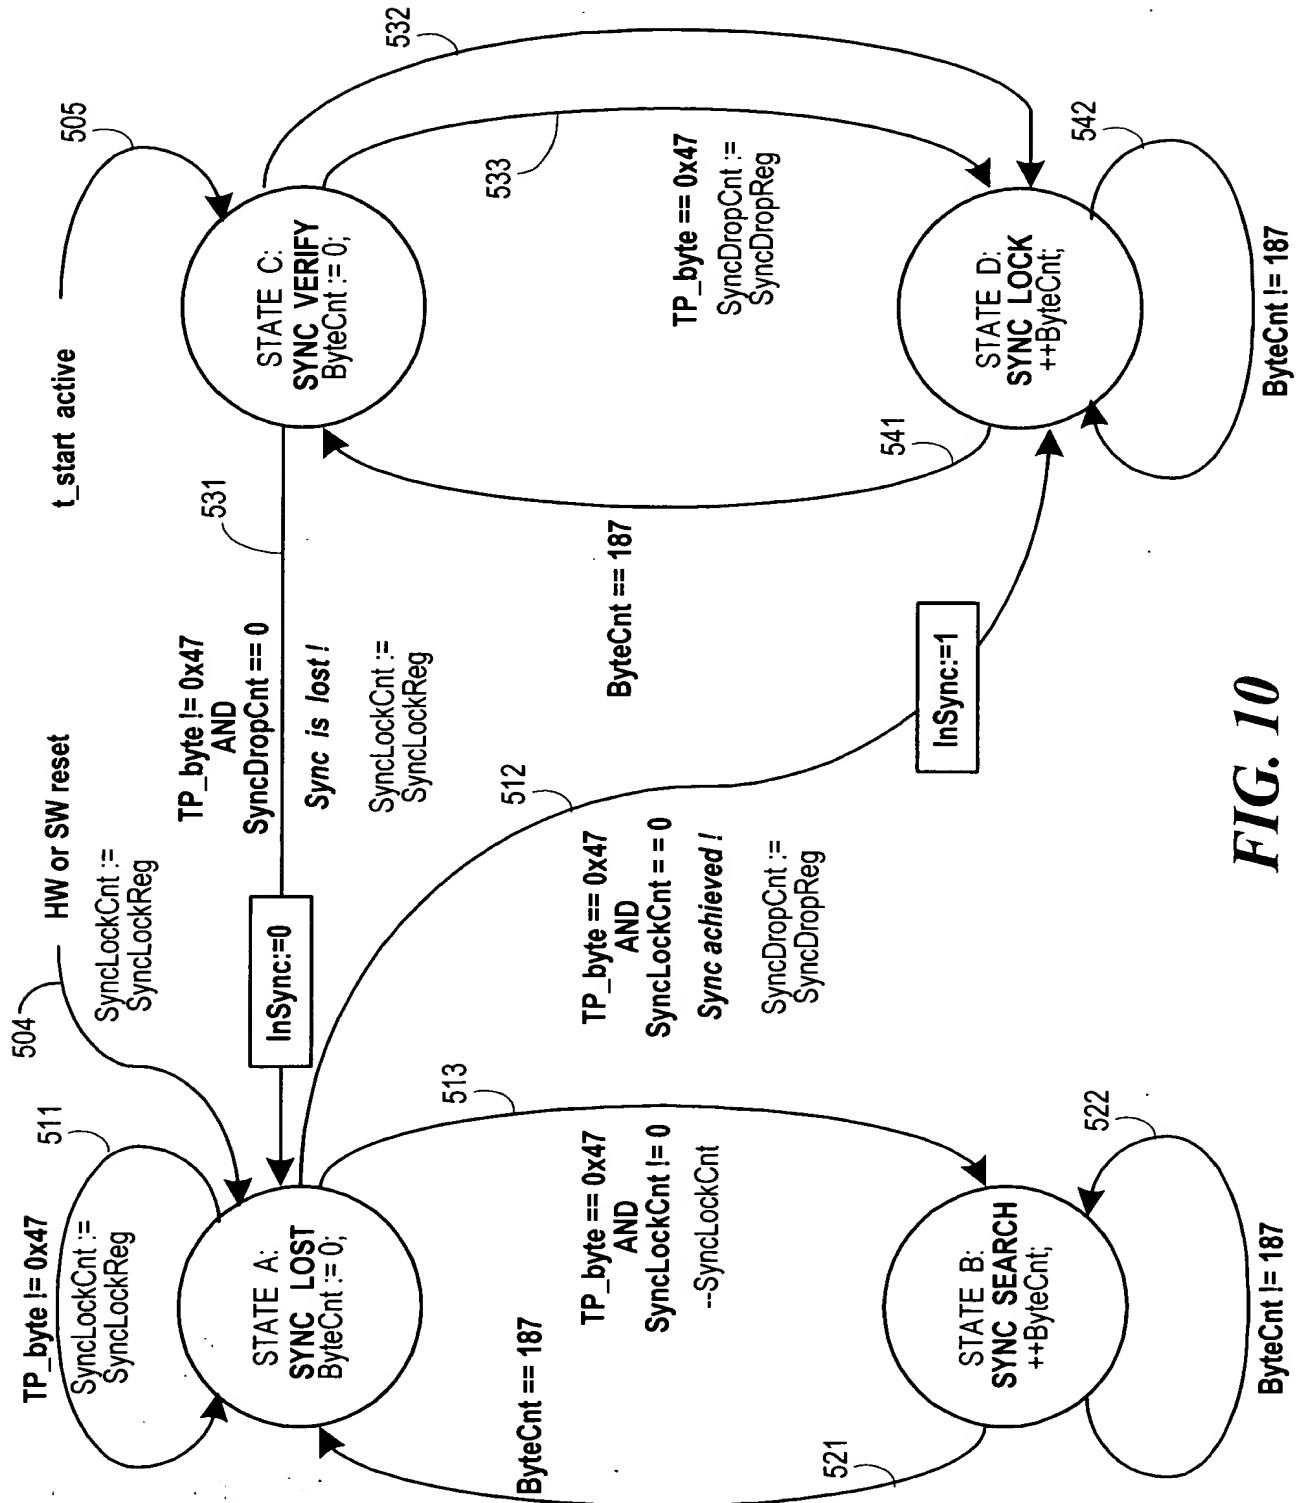 TP_byte != 0x47
SyncLockCnt :=
SyncLockReg
511
504
HW or SW reset
SyncLockCnt :=
SyncLockReg
t_start active
505
STATE A:
SYNC LOST
ByteCnt := 0;
InSync:=0
TP_byte != 0x47
AND
SyncDropCnt == 0
Sync is lost !
SyncLockCnt :=
SyncLockReg
531
STATE C:
SYNC VERIFY
ByteCnt := 0;
532
533
ByteCnt == 187
521
513
TP_byte == 0x47
AND
SyncLockCnt != 0
--SyncLockCnt
512
TP_byte == 0x47
AND
SyncLockCnt = = 0
Sync achieved !
SyncDropCnt :=
SyncDropReg
ByteCnt == 187
541
TP_byte == 0x47
SyncDropCnt :=
SyncDropReg
STATE B:
SYNC SEARCH
++ByteCnt;
522
ByteCnt != 187
InSync:=1
STATE D:
SYNC LOCK
++ByteCnt;
542
ByteCnt != 187
FIG. 10